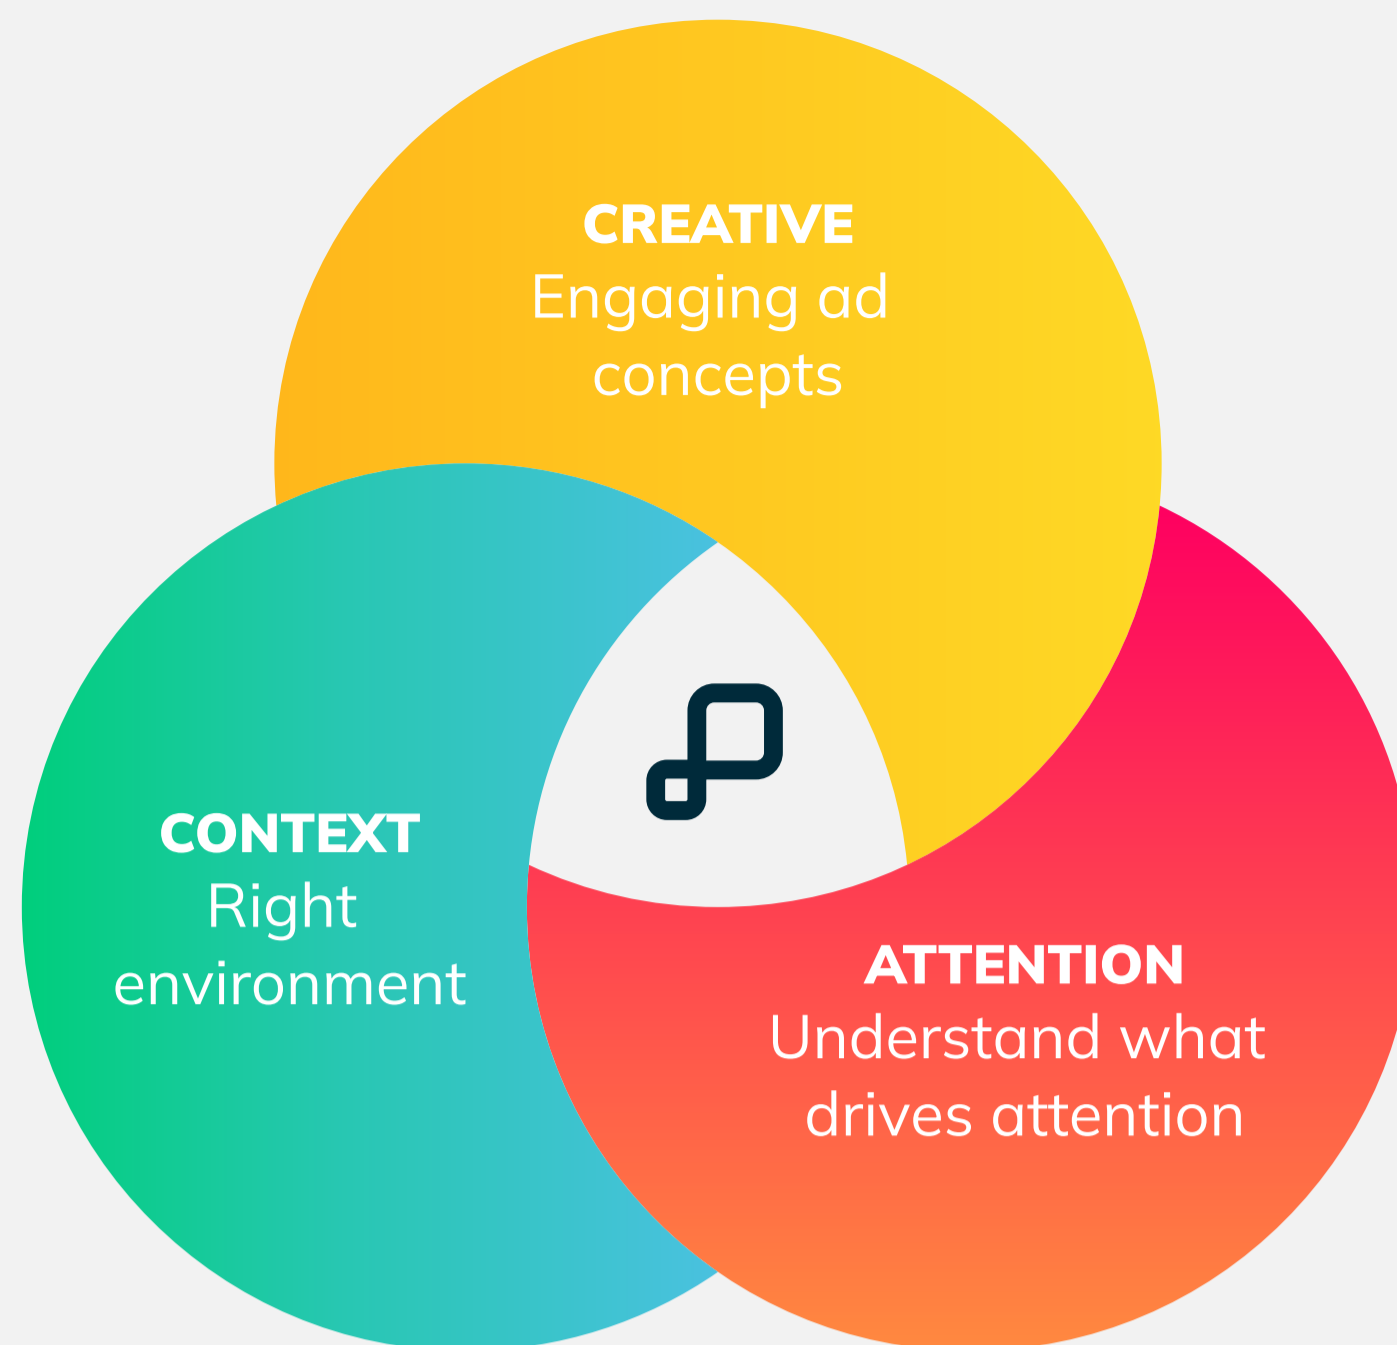 CREATIVE
Engaging ad
concepts
CONTEXT
Right
environment
ATTENTION
Understand what
drives attention